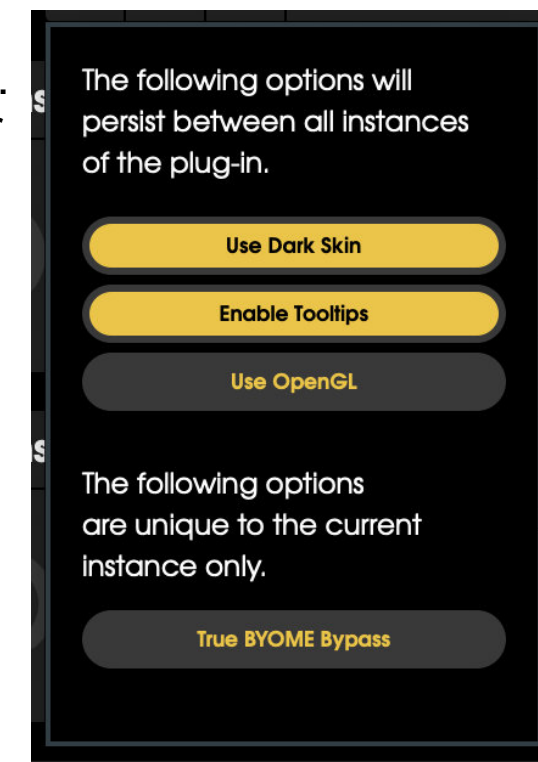 The following options will
persist between all instances
of the plug-in.
Use Dark Skin
Enable Tooltips
Use OpenGL
The following options
are unique to the current
instance only.
True BYOME Bypass